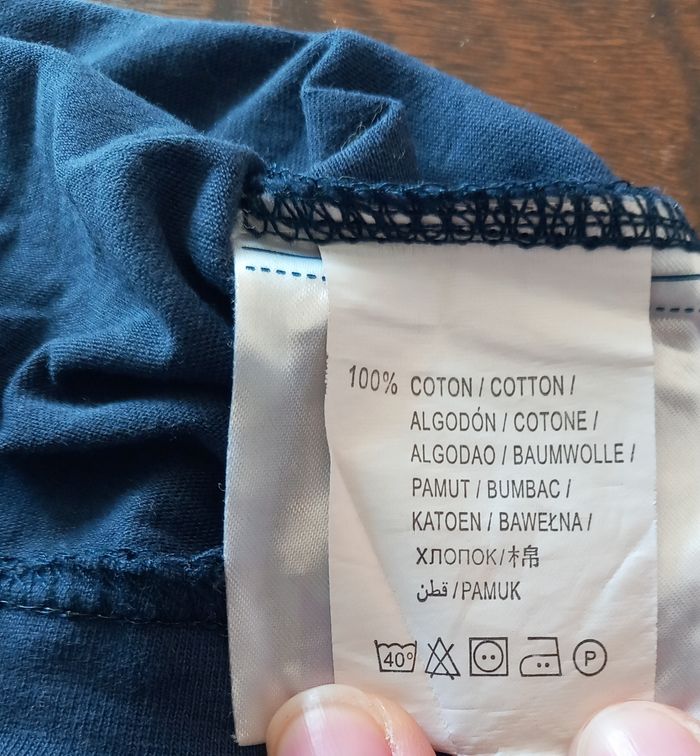 100% COTON / COTTON /
ALGODÓN / COTONE /
ALGODAO / BAUMWOLLE /
PAMUT / BUMBAC /
KATOEN / BAWEŁNA /
ХЛОПОК/棉
قطن /PAMUK
40° P